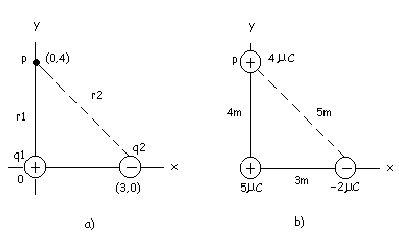 y
p (0,4)
r2
r1
q1 q2
x
0 (3,0)
a)
y
p 4 μC
4m 5m
x
3m
5μC -2μC
b)